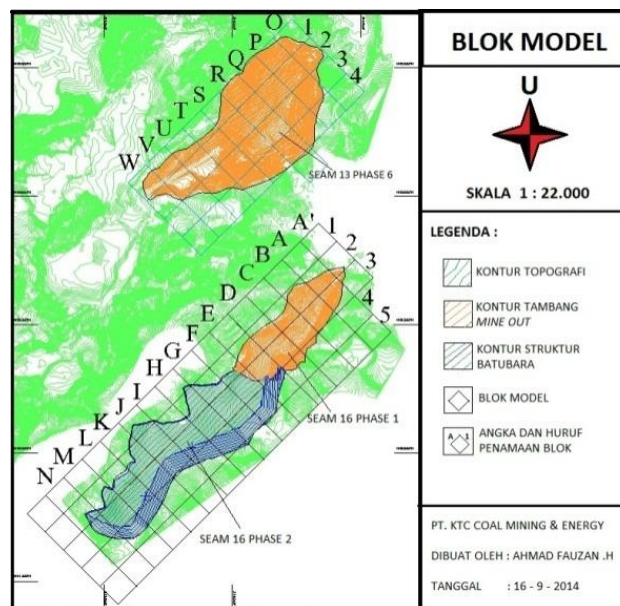 O 1
P 2
Q 3
R 4
S
T
U
V
W
SEAM 13 PHASE 6
A' 1
A 2
B 3
C 4
D 5
E
F
G
H
I
J
K
L
M
N
SEAM 16 PHASE 1
SEAM 16 PHASE 2
BLOK MODEL
U
SKALA 1 : 22.000
LEGENDA :
KONTUR TOPOGRAFI
KONTUR TAMBANG
MINE OUT
KONTUR STRUKTUR
BATUBARA
BLOK MODEL
A 1
ANGKA DAN HURUF
PENAMAAN BLOK
PT. KTC COAL MINING & ENERGY
DIBUAT OLEH : AHMAD FAUZAN .H
TANGGAL : 16 - 9 - 2014